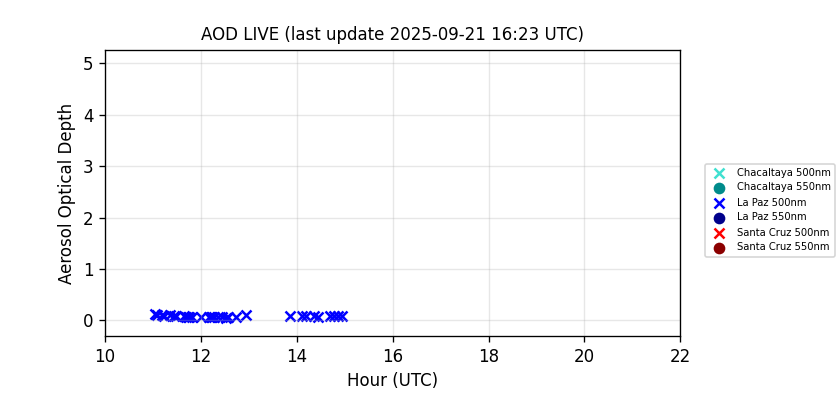 AOD LIVE (last update 2025-09-21 16:23 UTC)
Aerosol Optical Depth
5
4
3
2
1
0
10 12 14 16 18 20 22
Hour (UTC)
Chacaltaya 500nm
Chacaltaya 550nm
La Paz 500nm
La Paz 550nm
Santa Cruz 500nm
Santa Cruz 550nm